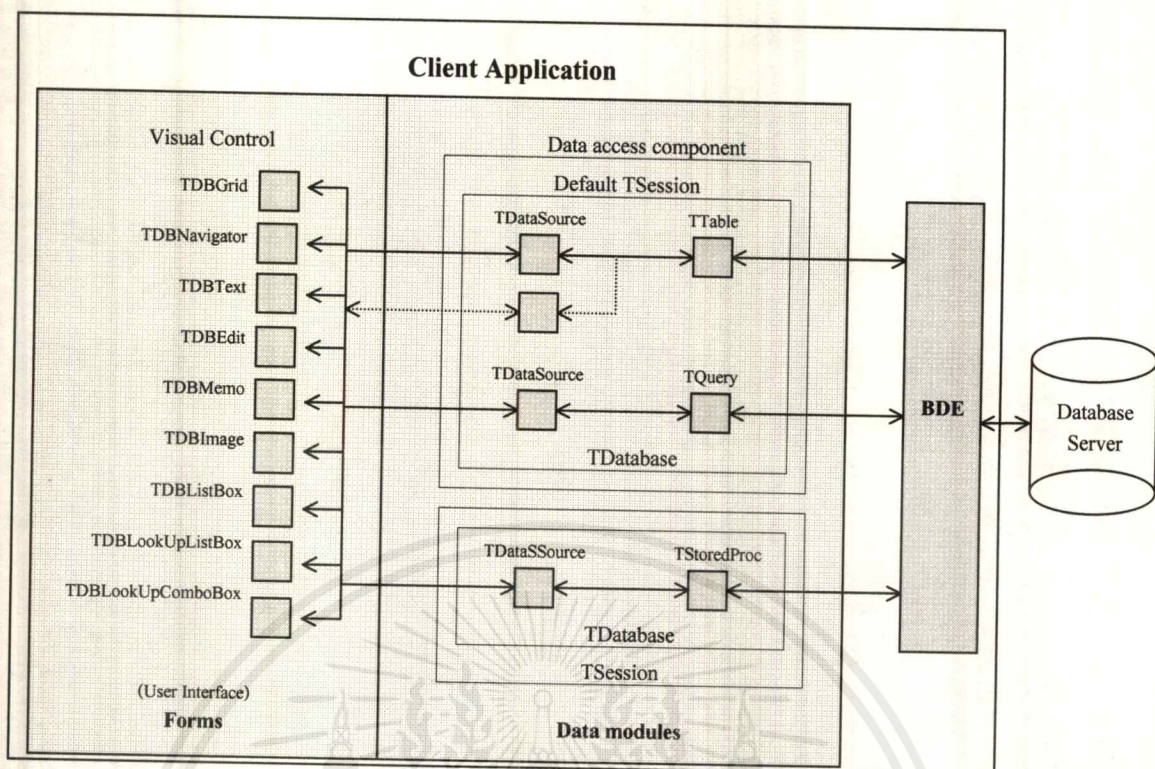 Client Application
Visual Control
TDBGrid
TDBNavigator
TDBText
TDBEdit
TDBMemo
TDBImage
TDBListBox
TDBLookUpListBox
TDBLookUpComboBox
(User Interface)
Forms
Data access component
Default TSession
TDataSource
TTable
TDataSource
TQuery
TDatabase
TDataSSource
TStoredProc
TDatabase
TSession
Data modules
BDE
Database
Server